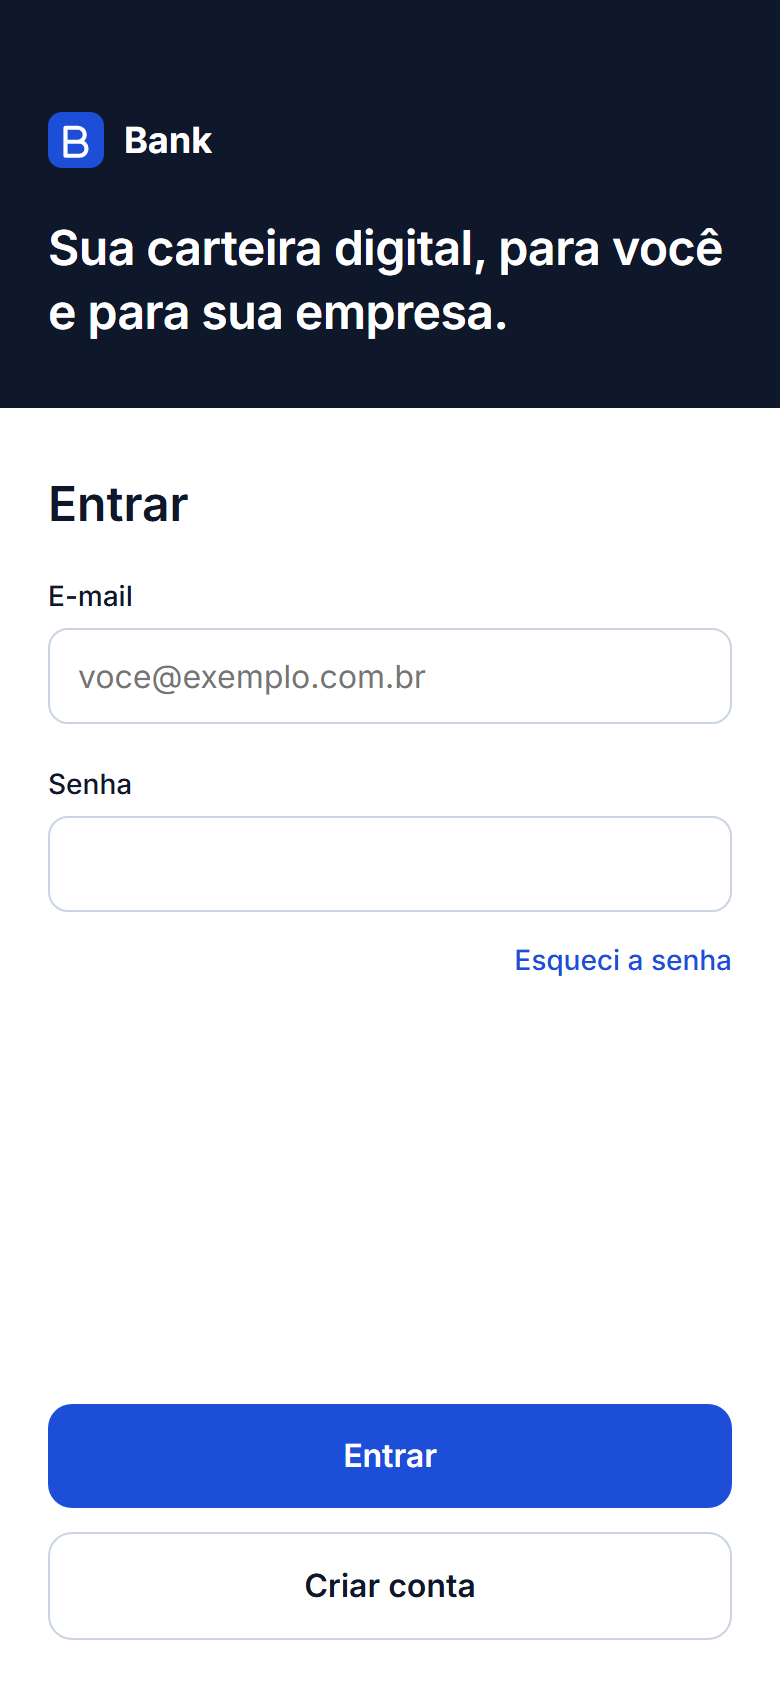 B Bank
Sua carteira digital, para você
e para sua empresa.
Entrar
E-mail
voce@exemplo.com.br
Senha
Esqueci a senha
Entrar
Criar conta